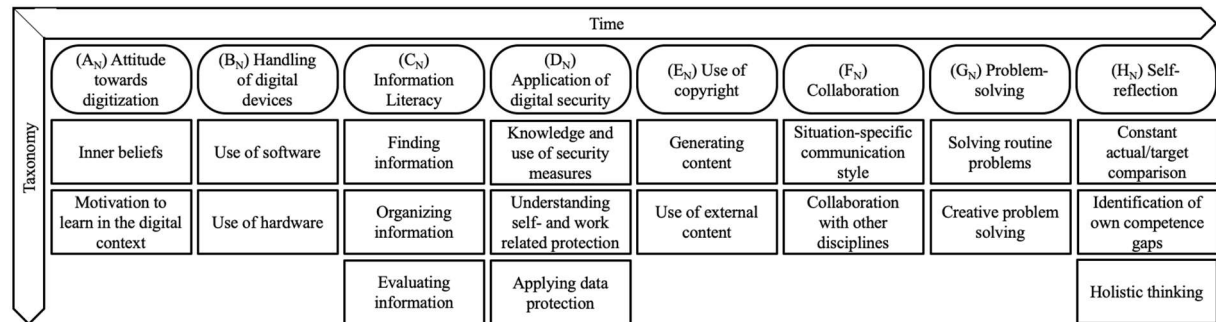 Time
Taxonomy
(A_N) Attitude
towards
digitization
(B_N) Handling
of digital
devices
(C_N)
Information
Literacy
(D_N)
Application of
digital security
(E_N) Use of
copyright
(F_N)
Collaboration
(G_N) Problem-
solving
(H_N) Self-
reflection
Inner beliefs
Use of software
Finding
information
Knowledge and
use of security
measures
Generating
content
Situation-specific
communication
style
Solving routine
problems
Constant
actual/target
comparison
Motivation to
learn in the digital
context
Use of hardware
Organizing
information
Understanding
self- and work
related protection
Use of external
content
Collaboration
with other
disciplines
Creative problem
solving
Identification of
own competence
gaps
Evaluating
information
Applying data
protection
Holistic thinking